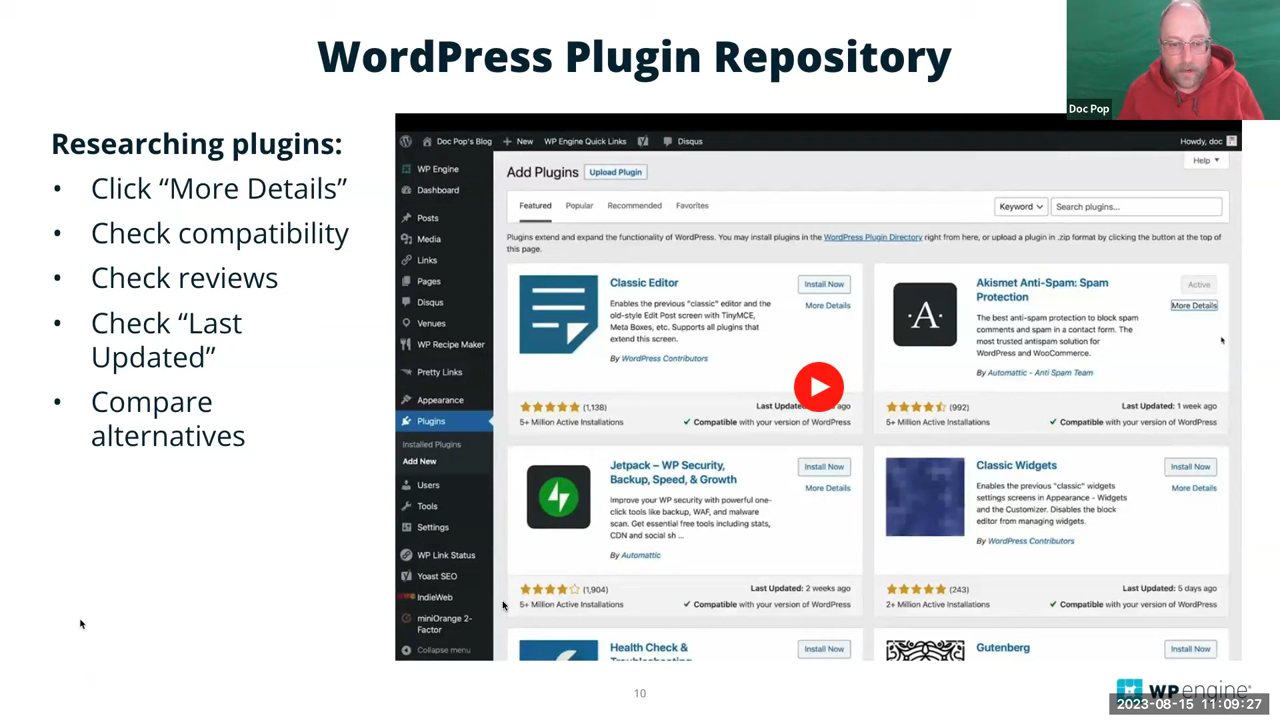 WordPress Plugin Repository
Doc Pop
Researching plugins:
• Click “More Details”
• Check compatibility
• Check reviews
• Check “Last
Updated”
• Compare
alternatives
Doc Pop's Blog
New
WP Engine Quick Links
Disqus
Howdy, doc
WP Engine
Dashboard
Posts
Media
Links
Pages
Disqus
Venues
WP Recipe Maker
Pretty Links
Appearance
Plugins
Installed Plugins
Add New
Users
Tools
Settings
WP Link Status
Yoast SEO
IndieWeb
miniOrange 2-
Factor
Collapse menu
Help
Add Plugins
Upload Plugin
Featured
Popular
Recommended
Favorites
Keyword
Search plugins...
Plugins extend and expand the functionality of WordPress. You may install plugins in the WordPress Plugin Directory right from here, or upload a plugin in .zip format by clicking the button at the top of
this page.
Classic Editor
Install Now
More Details
Enables the previous "classic" editor and the
old-style Edit Post screen with TinyMCE,
Meta Boxes, etc. Supports all plugins that
extend this screen.
By WordPress Contributors
(1,138)
Last Updated: ago
5+ Million Active Installations
Compatible with your version of WordPress
A
Akismet Anti-Spam: Spam
Protection
Active
More Details
The best anti-spam protection to block spam
comments and spam in a contact form. The
most trusted antispam solution for
WordPress and WooCommerce.
By Automattic - Anti Spam Team
(992)
Last Updated: 1 week ago
5+ Million Active Installations
Compatible with your version of WordPress
Jetpack – WP Security,
Backup, Speed, & Growth
Install Now
More Details
Improve your WP security with powerful one-
click tools like backup, WAF, and malware
scan. Get essential free tools including stats,
CDN and social sh ...
By Automattic
(1,904)
Last Updated: 2 weeks ago
5+ Million Active Installations
Compatible with your version of WordPress
Classic Widgets
Install Now
More Details
Enables the previous "classic" widgets
settings screens in Appearance - Widgets
and the Customizer. Disables the block
editor from managing widgets.
By WordPress Contributors
(243)
Last Updated: 5 days ago
2+ Million Active Installations
Compatible with your version of WordPress
Health Check &
Troubleshooting
Install Now
Gutenberg
Install Now
10
WP engine
2023-08-15 11:09:27